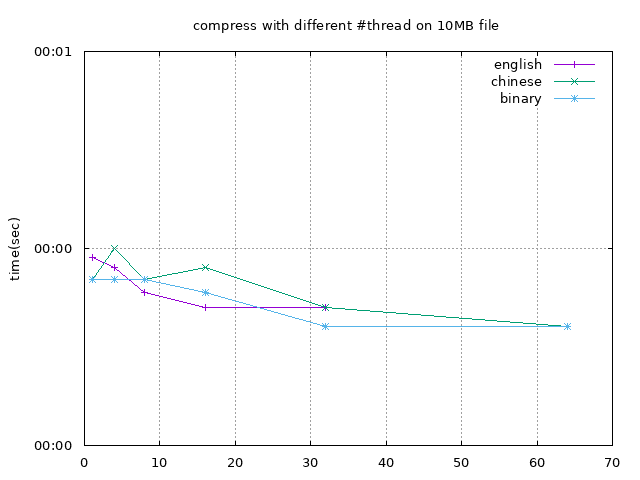 compress with different #thread on 10MB file
00:01
english
chinese
binary
00:00
time(sec)
00:00
0 10 20 30 40 50 60 70